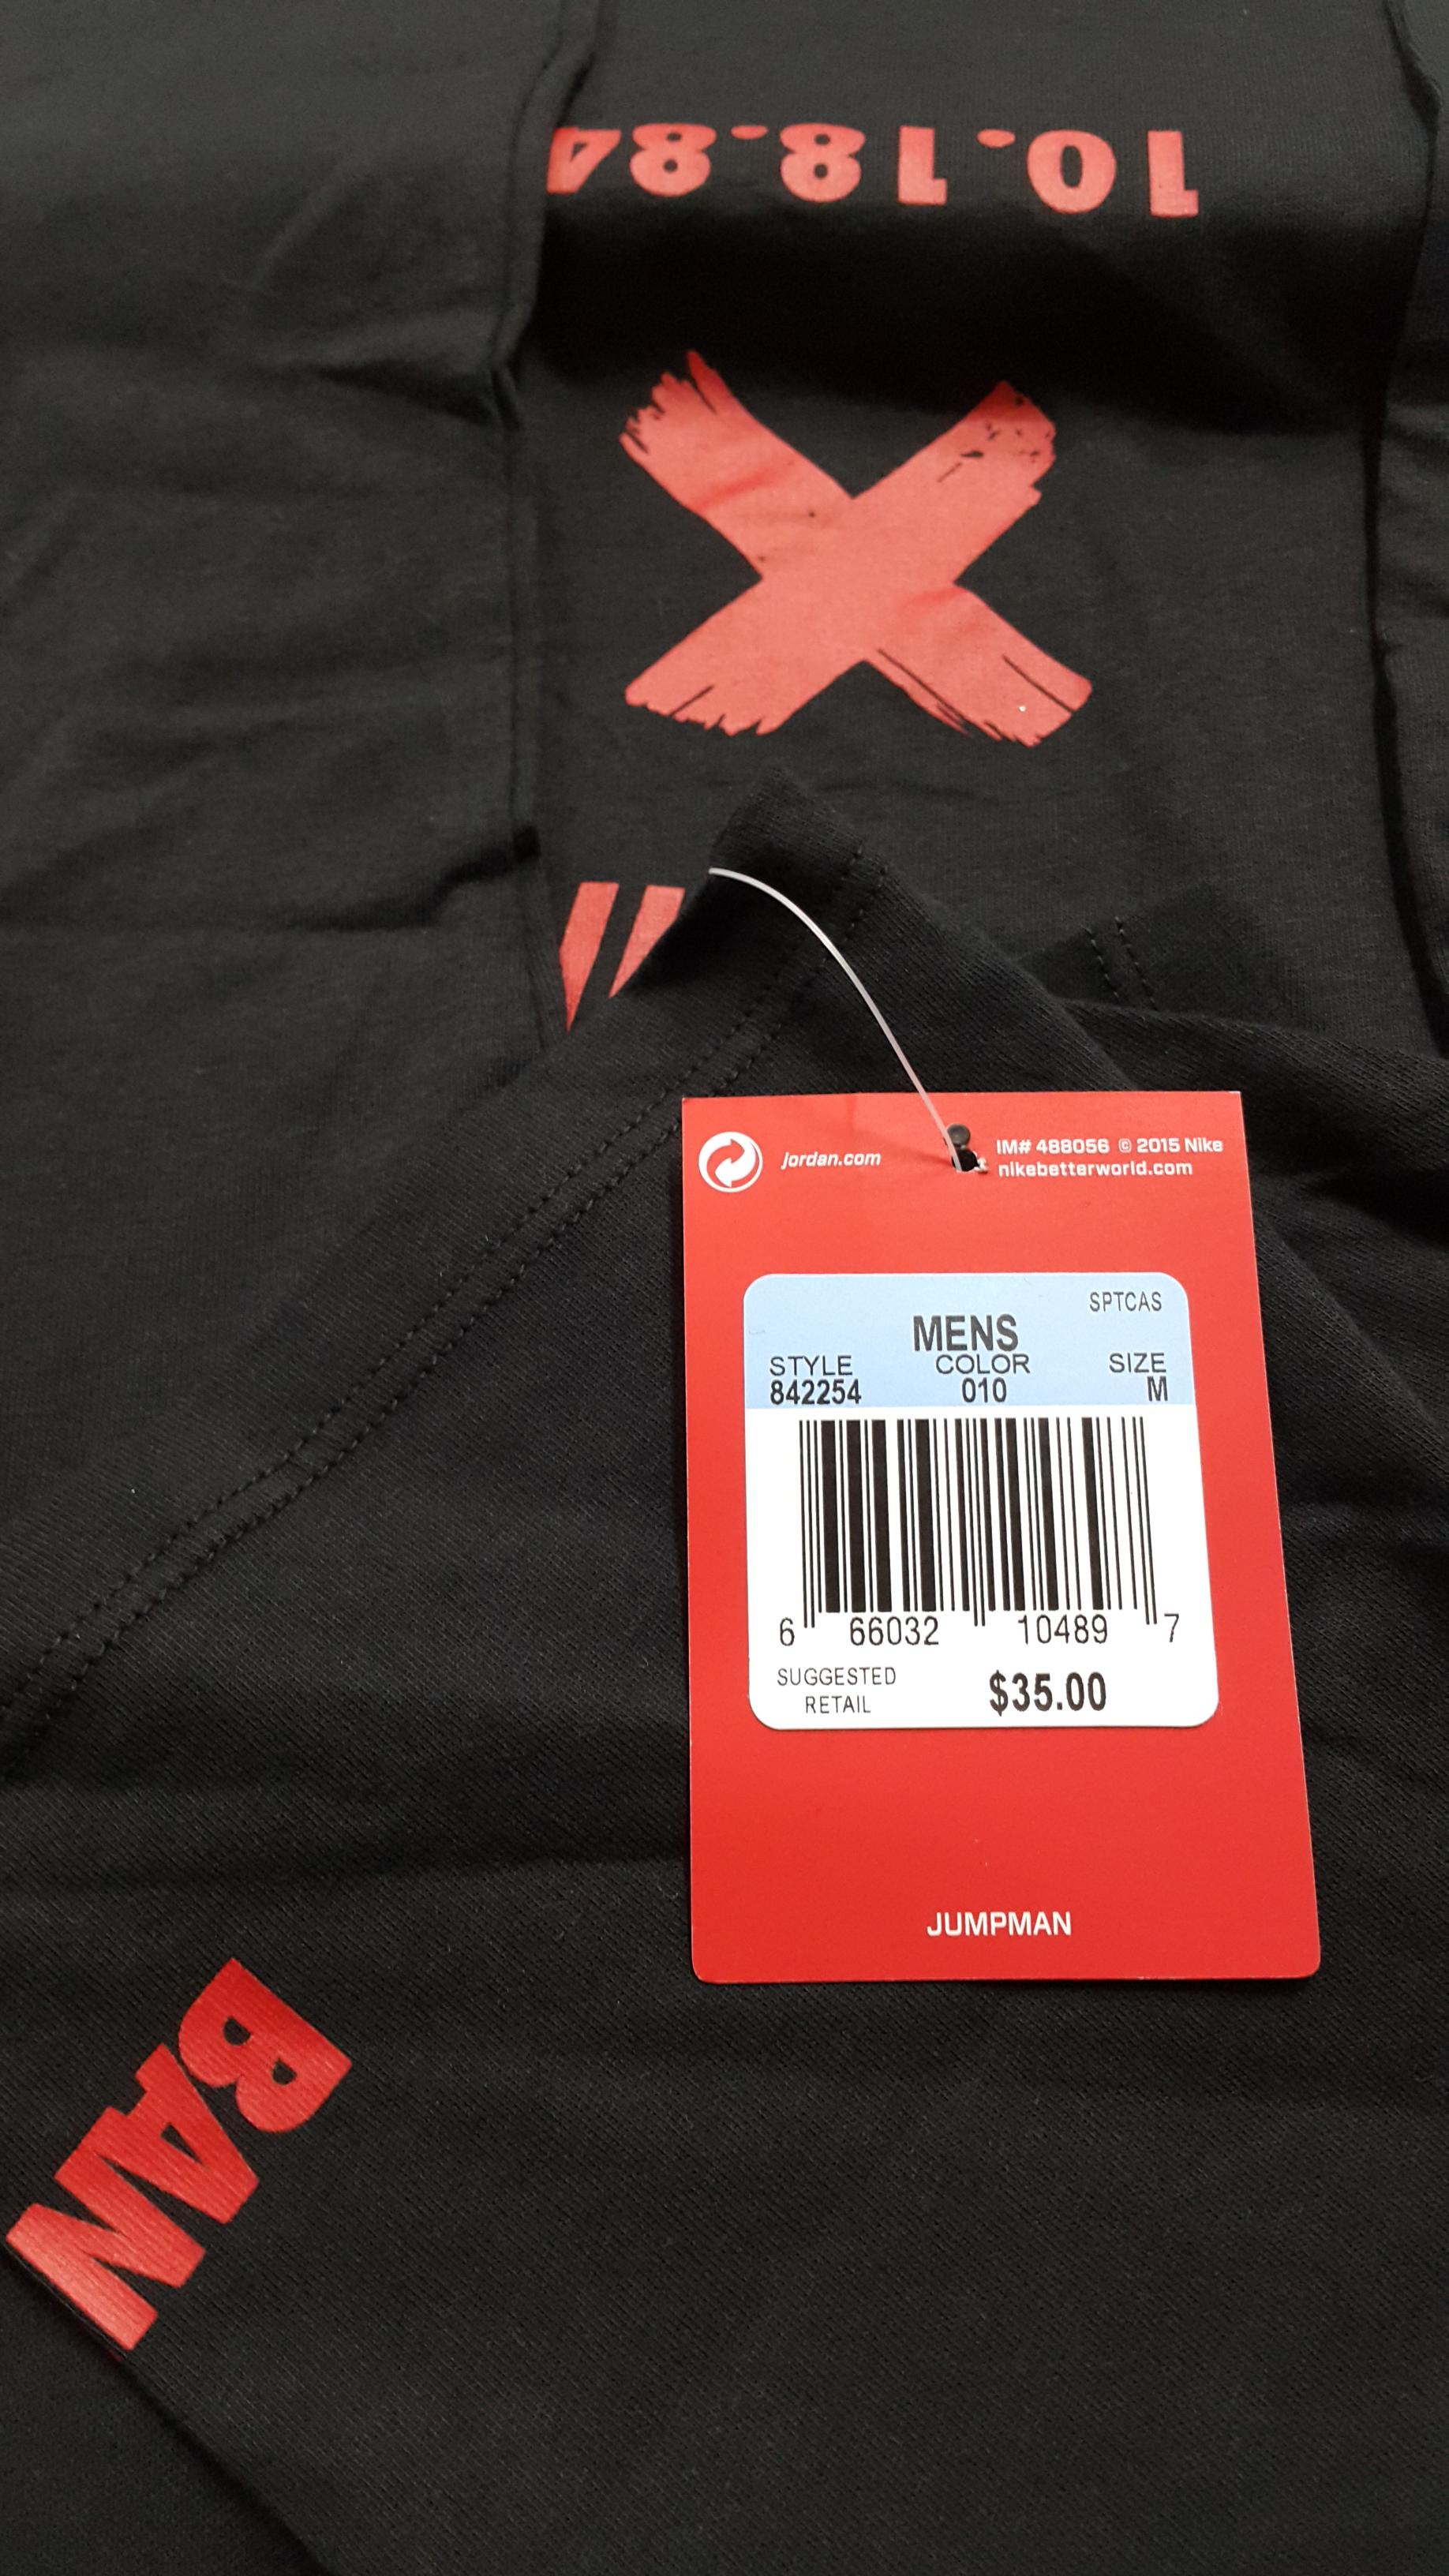 10.18.84
X
jordan.com
IM# 488056 © 2015 Nike
nikebetterworld.com
SPTCAS
MENS
STYLE COLOR SIZE
842254 010 M
6 66032 10489 7
SUGGESTED
RETAIL
$35.00
JUMPMAN
BAN